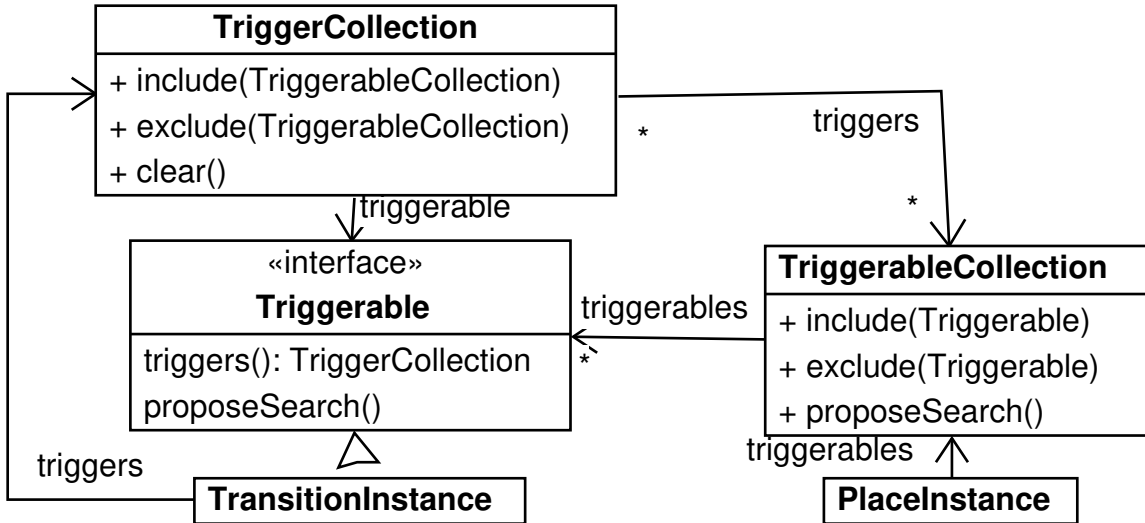 TriggerCollection
+ include(TriggerableCollection)
+ exclude(TriggerableCollection)
+ clear()
*
triggers
*
triggerable
«interface»
Triggerable
triggers(): TriggerCollection
proposeSearch()
triggerables
*
TriggerableCollection
+ include(Triggerable)
+ exclude(Triggerable)
+ proposeSearch()
triggerables
triggers
TransitionInstance
PlaceInstance